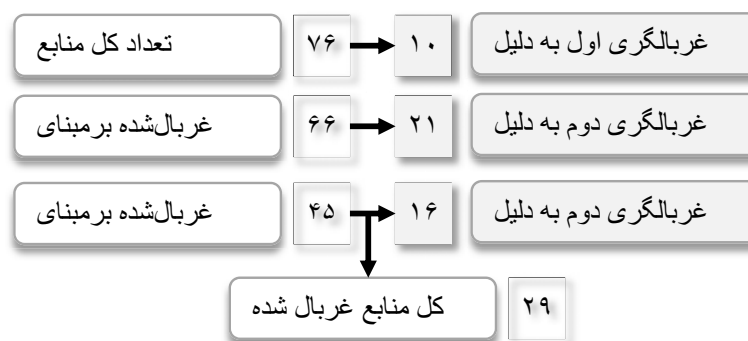 غربالگری اول به دلیل ۱۰ ۷۶ تعداد کل منابع
غربالگری دوم به دلیل ۲۱ ۶۶ غربال‌شده برمبنای
غربالگری دوم به دلیل ۱۶ ۴۵ غربال‌شده برمبنای
۲۹ کل منابع غربال شده